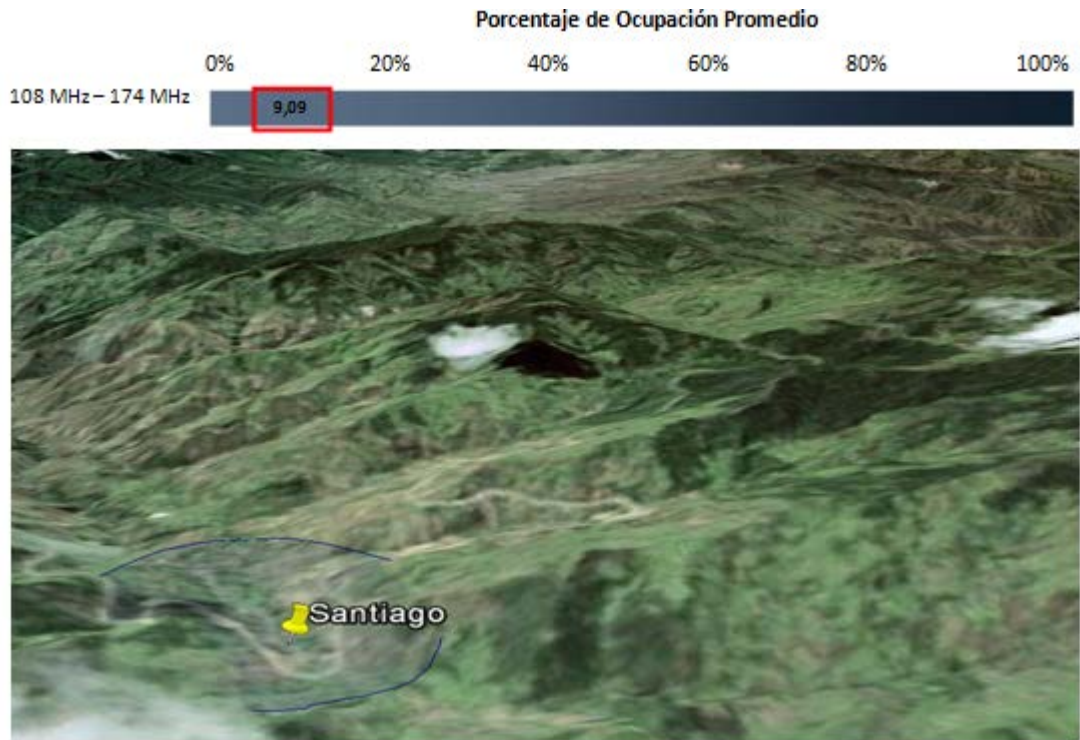 Porcentaje de Ocupación Promedio
0% 20% 40% 60% 80% 100%
108 MHz – 174 MHz 9,09
Santiago